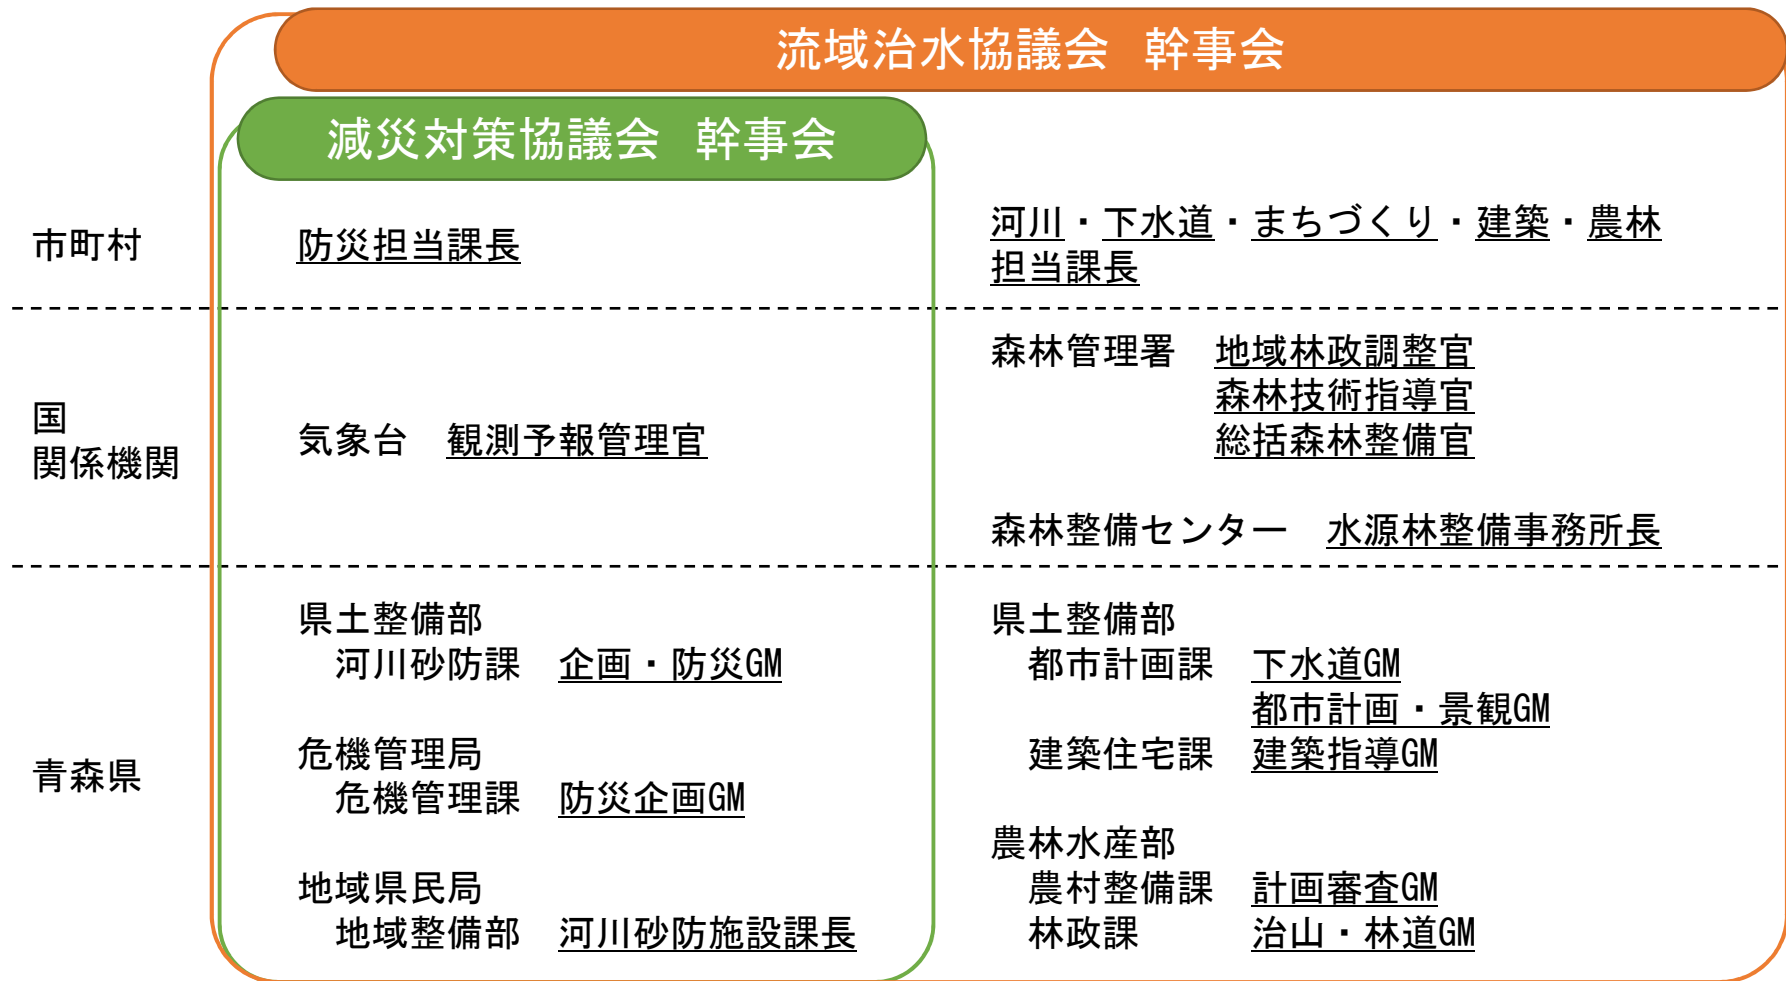 流域治水協議会　幹事会
減災対策協議会　幹事会
市町村
防災担当課長
河川・下水道・まちづくり・建築・農林
担当課長
国
関係機関
気象台　観測予報管理官
森林管理署　地域林政調整官
森林技術指導官
総括森林整備官
森林整備センター　水源林整備事務所長
青森県
県土整備部
河川砂防課　企画・防災GM
危機管理局
危機管理課　防災企画GM
地域県民局
地域整備部　河川砂防施設課長
県土整備部
都市計画課　下水道GM
都市計画・景観GM
建築住宅課　建築指導GM
農林水産部
農村整備課　計画審査GM
林政課　治山・林道GM